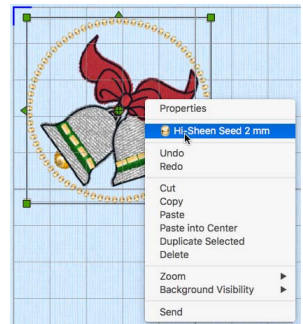 Properties
Hi-Sheen Seed 2 mm
Undo
Redo
Cut
Copy
Paste
Paste into Center
Duplicate Selected
Delete
Zoom
Background Visibility
Send